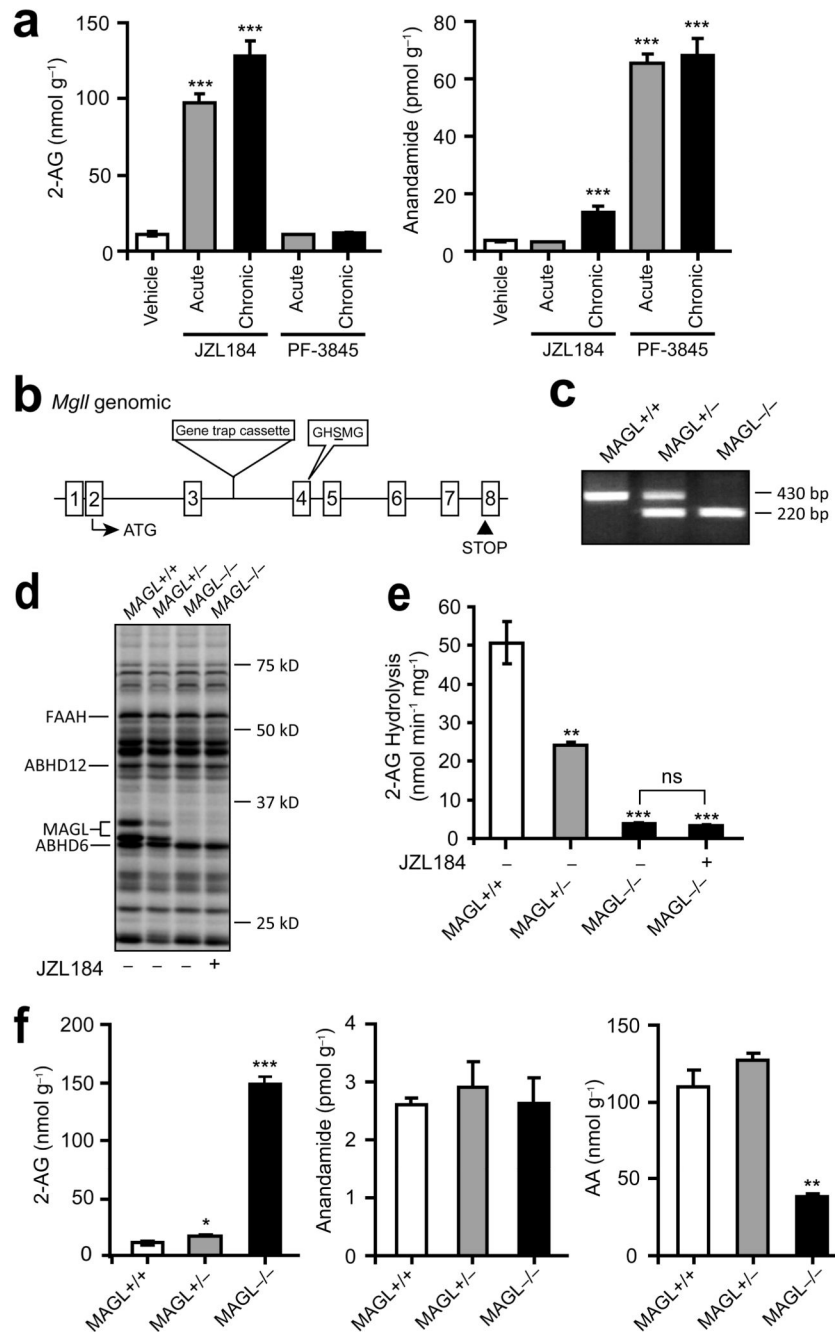 a
2-AG (nmol g⁻¹)
150
100
50
0
***
***
Vehicle
Acute
Chronic
Acute
Chronic
JZL184
PF-3845
Anandamide (pmol g⁻¹)
80
60
40
20
0
***
***
***
Vehicle
Acute
Chronic
Acute
Chronic
JZL184
PF-3845
b
Mgll genomic
Gene trap cassette
GHSMG
1 2 3 4 5 6 7 8
ATG
STOP
c
MAGL+/+
MAGL+/–
MAGL–/–
430 bp
220 bp
d
MAGL+/+
MAGL+/–
MAGL–/–
MAGL–/–
FAAH
ABHD12
MAGL
ABHD6
75 kD
50 kD
37 kD
25 kD
JZL184 – – – +
e
2-AG Hydrolysis
(nmol min⁻¹ mg⁻¹)
60
50
40
30
20
10
0
**
***
ns
***
JZL184 – – – +
MAGL+/+
MAGL+/–
MAGL–/–
MAGL–/–
f
2-AG (nmol g⁻¹)
200
150
100
50
0
*
***
MAGL+/+
MAGL+/–
MAGL–/–
Anandamide (pmol g⁻¹)
4
3
2
1
0
MAGL+/+
MAGL+/–
MAGL–/–
AA (nmol g⁻¹)
150
100
50
0
**
MAGL+/+
MAGL+/–
MAGL–/–